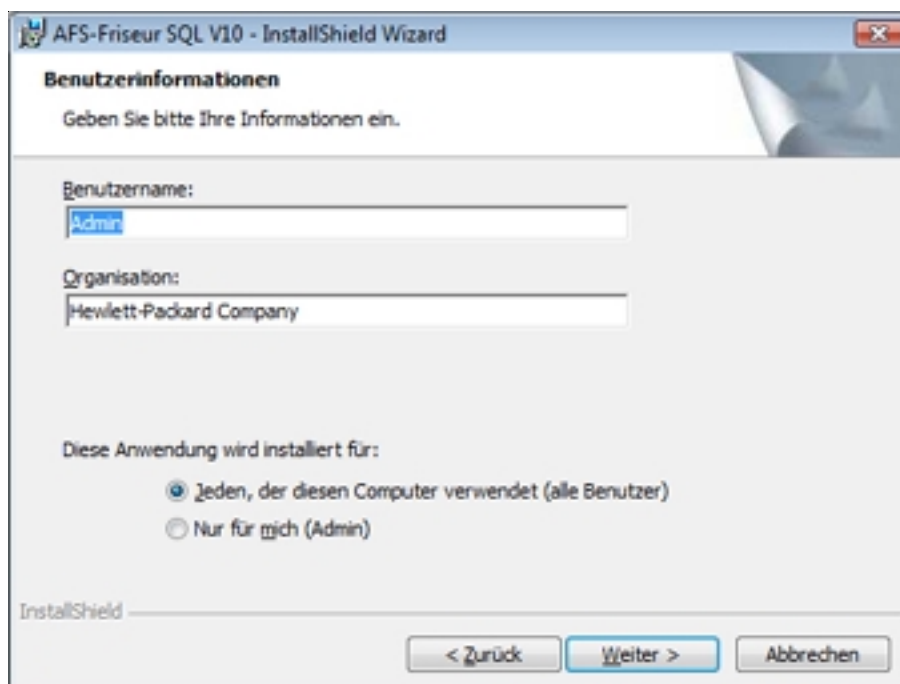 AFS-Friseur SQL V10 - InstallShield Wizard
Benutzerinformationen
Geben Sie bitte Ihre Informationen ein.
Benutzername:
Admin
Organisation:
Hewlett-Packard Company
Diese Anwendung wird installiert für:
Jeden, der diesen Computer verwendet (alle Benutzer)
Nur für mich (Admin)
InstallShield
< Zurück
Weiter >
Abbrechen